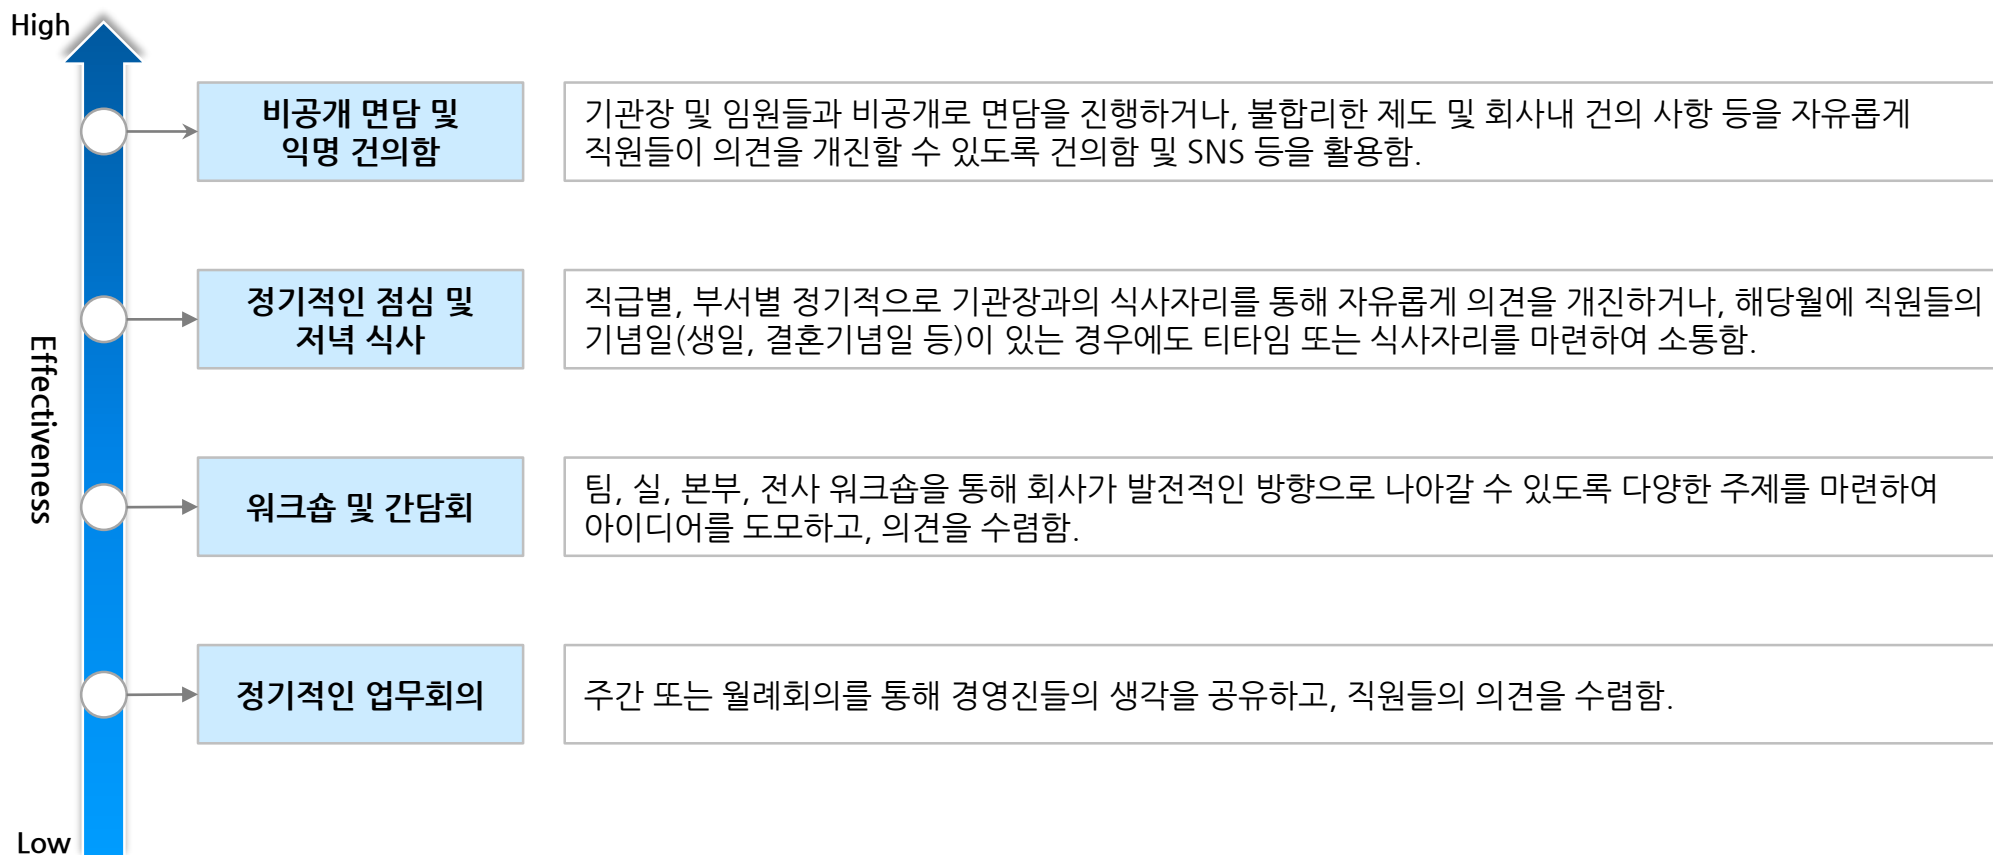 High
비공개 면담 및
익명 건의함
기관장 및 임원들과 비공개로 면담을 진행하거나, 불합리한 제도 및 회사내 건의 사항 등을 자유롭게
직원들이 의견을 개진할 수 있도록 건의함 및 SNS 등을 활용함.
정기적인 점심 및
저녁 식사
직급별, 부서별 정기적으로 기관장과의 식사자리를 통해 자유롭게 의견을 개진하거나, 해당월에 직원들의
기념일(생일, 결혼기념일 등)이 있는 경우에도 티타임 또는 식사자리를 마련하여 소통함.
Effectiveness
워크숍 및 간담회
팀, 실, 본부, 전사 워크숍을 통해 회사가 발전적인 방향으로 나아갈 수 있도록 다양한 주제를 마련하여
아이디어를 도모하고, 의견을 수렴함.
정기적인 업무회의
주간 또는 월례회의를 통해 경영진들의 생각을 공유하고, 직원들의 의견을 수렴함.
Low